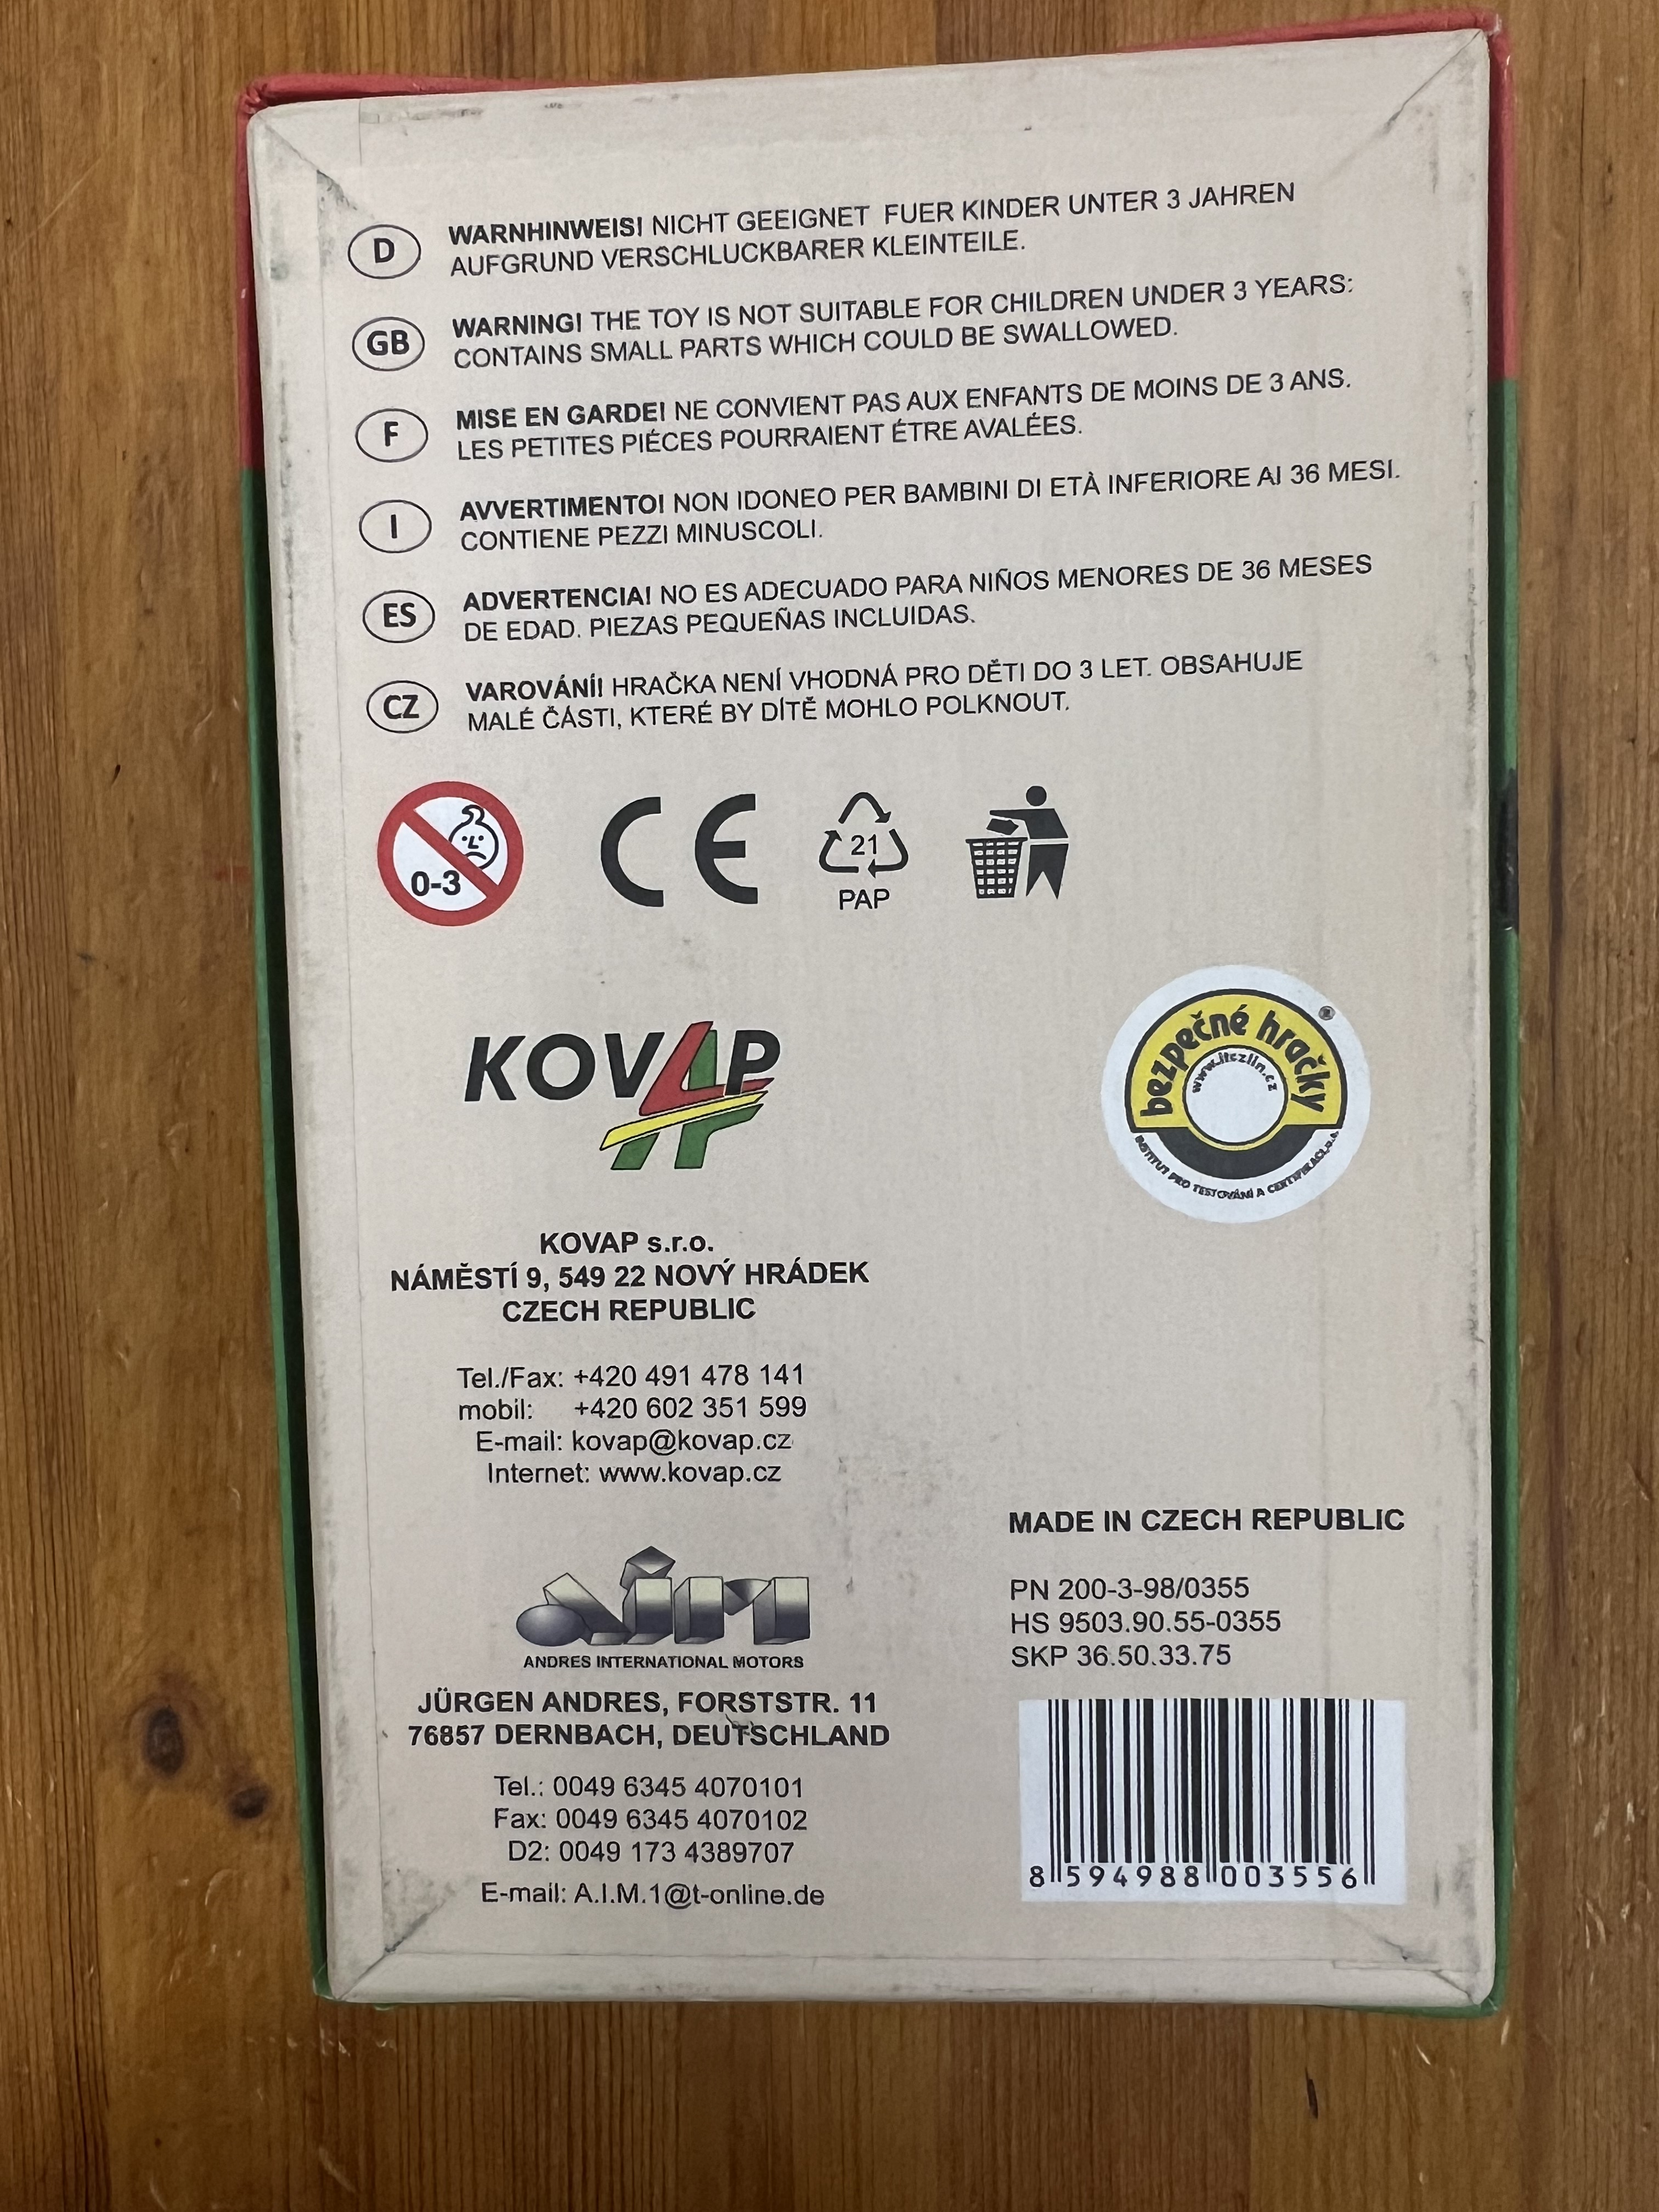 D
WARNHINWEIS! NICHT GEEIGNET FUER KINDER UNTER 3 JAHREN
AUFGRUND VERSCHLUCKBARER KLEINTEILE.
GB
WARNING! THE TOY IS NOT SUITABLE FOR CHILDREN UNDER 3 YEARS:
CONTAINS SMALL PARTS WHICH COULD BE SWALLOWED.
F
MISE EN GARDE! NE CONVIENT PAS AUX ENFANTS DE MOINS DE 3 ANS.
LES PETITES PIÉCES POURRAIENT ÉTRE AVALÉES.
I
AVVERTIMENTO! NON IDONEO PER BAMBINI DI ETÀ INFERIORE AI 36 MESI.
CONTIENE PEZZI MINUSCOLI.
ES
ADVERTENCIA! NO ES ADECUADO PARA NIÑOS MENORES DE 36 MESES
DE EDAD. PIEZAS PEQUEÑAS INCLUIDAS.
CZ
VAROVÁNÍ! HRAČKA NENÍ VHODNÁ PRO DĚTI DO 3 LET. OBSAHUJE
MALÉ ČÁSTI, KTERÉ BY DÍTĚ MOHLO POLKNOUT.
0-3
CE
21
PAP
KOVAP
bezpečné hračky
®
www.itczlin.cz
INSTITUT PRO TESTOVÁNÍ A CERTIFIKACI, a.s.
KOVAP s.r.o.
NÁMĚSTÍ 9, 549 22 NOVÝ HRÁDEK
CZECH REPUBLIC
Tel./Fax: +420 491 478 141
mobil: +420 602 351 599
E-mail: kovap@kovap.cz
Internet: www.kovap.cz
AIM
ANDRES INTERNATIONAL MOTORS
JÜRGEN ANDRES, FORSTSTR. 11
76857 DERNBACH, DEUTSCHLAND
Tel.: 0049 6345 4070101
Fax: 0049 6345 4070102
D2: 0049 173 4389707
E-mail: A.I.M.1@t-online.de
MADE IN CZECH REPUBLIC
PN 200-3-98/0355
HS 9503.90.55-0355
SKP 36.50.33.75
8 594988 003556